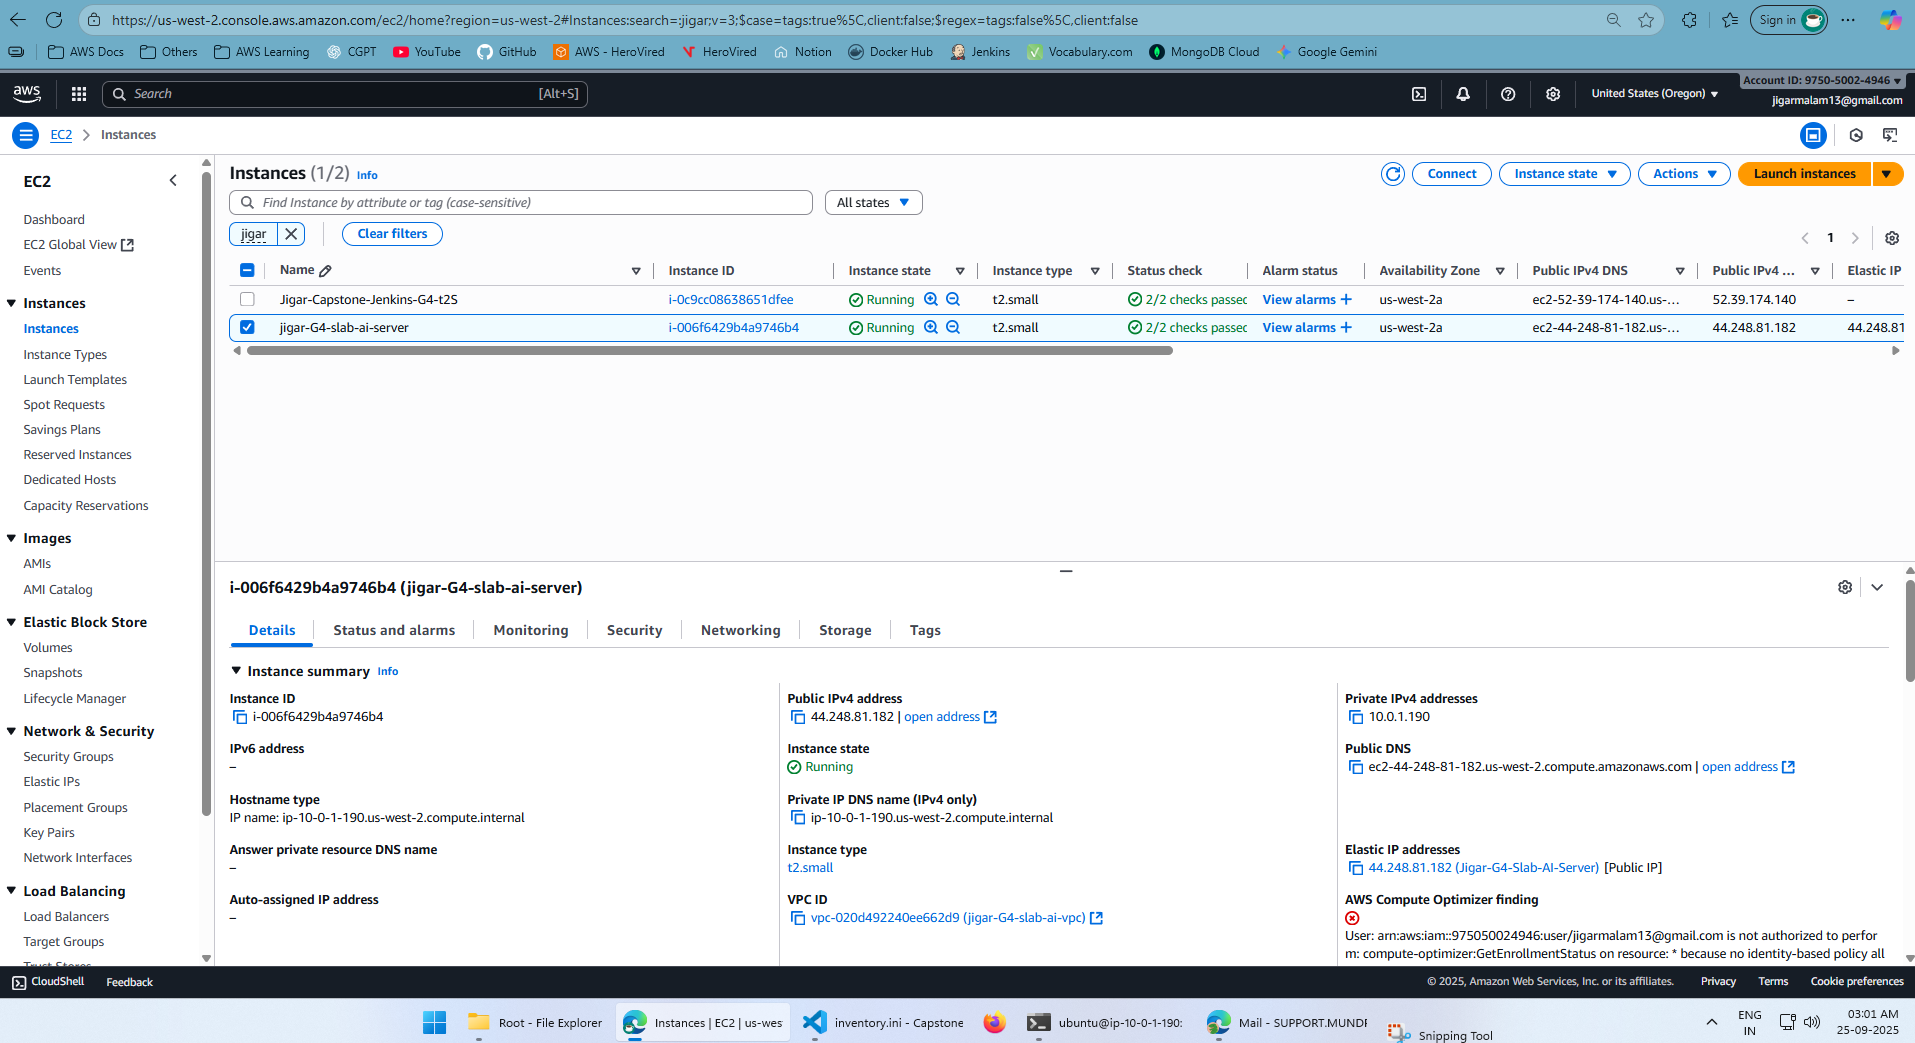 https://us-west-2.console.aws.amazon.com/ec2/home?region=us-west-2#Instances:search=:jigar;v=3;$case=tags:true%5C,client:false;$regex=tags:false%5C,client:false
Sign in
AWS Docs
Others
AWS Learning
CGPT
YouTube
GitHub
AWS - HeroVired
HeroVired
Notion
Docker Hub
Jenkins
Vocabulary.com
MongoDB Cloud
Google Gemini
aws
Search
[Alt+S]
United States (Oregon)
Account ID: 9750-5002-4946
jigarmalam13@gmail.com
EC2
Instances
EC2
Dashboard
EC2 Global View
Events
Instances
Instances
Instance Types
Launch Templates
Spot Requests
Savings Plans
Reserved Instances
Dedicated Hosts
Capacity Reservations
Images
AMIs
AMI Catalog
Elastic Block Store
Volumes
Snapshots
Lifecycle Manager
Network & Security
Security Groups
Elastic IPs
Placement Groups
Key Pairs
Network Interfaces
Load Balancing
Load Balancers
Target Groups
Trust Stores
Instances (1/2) Info
Connect
Instance state
Actions
Launch instances
Find Instance by attribute or tag (case-sensitive)
All states
jigar
Clear filters
1
Name Instance ID Instance state Instance type Status check Alarm status Availability Zone Public IPv4 DNS Public IPv4 ... Elastic IP
Jigar-Capstone-Jenkins-G4-t2S i-0c9cc08638651dfee Running t2.small 2/2 checks passec View alarms + us-west-2a ec2-52-39-174-140.us-... 52.39.174.140 –
jigar-G4-slab-ai-server i-006f6429b4a9746b4 Running t2.small 2/2 checks passec View alarms + us-west-2a ec2-44-248-81-182.us-... 44.248.81.182 44.248.81
i-006f6429b4a9746b4 (jigar-G4-slab-ai-server)
Details Status and alarms Monitoring Security Networking Storage Tags
Instance summary Info
Instance ID
i-006f6429b4a9746b4
IPv6 address
–
Hostname type
IP name: ip-10-0-1-190.us-west-2.compute.internal
Answer private resource DNS name
–
Auto-assigned IP address
–
Public IPv4 address
44.248.81.182 | open address
Instance state
Running
Private IP DNS name (IPv4 only)
ip-10-0-1-190.us-west-2.compute.internal
Instance type
t2.small
VPC ID
vpc-020d492240ee662d9 (jigar-G4-slab-ai-vpc)
Private IPv4 addresses
10.0.1.190
Public DNS
ec2-44-248-81-182.us-west-2.compute.amazonaws.com | open address
Elastic IP addresses
44.248.81.182 (Jigar-G4-Slab-AI-Server) [Public IP]
AWS Compute Optimizer finding
User: arn:aws:iam::975050024946:user/jigarmalam13@gmail.com is not authorized to perfor
m: compute-optimizer:GetEnrollmentStatus on resource: * because no identity-based policy all
CloudShell
Feedback
© 2025, Amazon Web Services, Inc. or its affiliates.
Privacy
Terms
Cookie preferences
Root - File Explorer
Instances | EC2 | us-wes
inventory.ini - Capstone
ubuntu@ip-10-0-1-190:
Mail - SUPPORT.MUNDF
Snipping Tool
ENG
IN
03:01 AM
25-09-2025